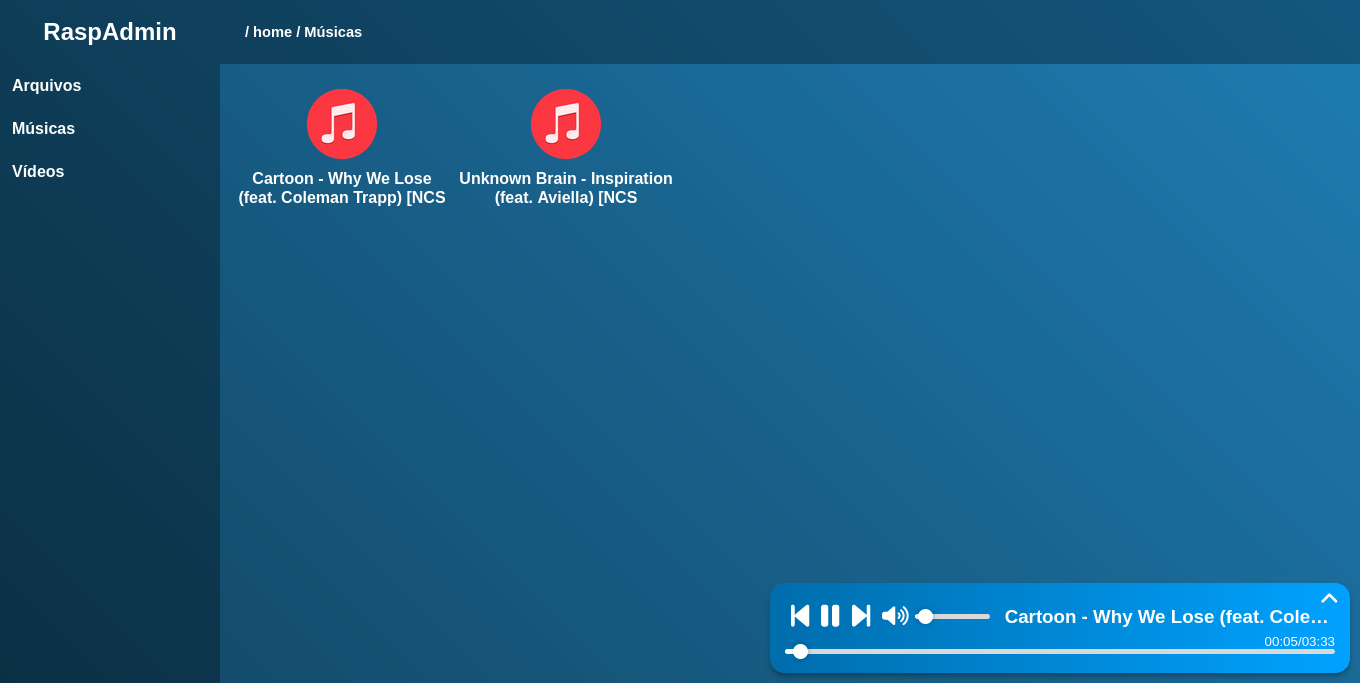 RaspAdmin
/ home / Músicas
Arquivos
Músicas
Vídeos
Cartoon - Why We Lose
(feat. Coleman Trapp) [NCS
Unknown Brain - Inspiration
(feat. Aviella) [NCS
Cartoon - Why We Lose (feat. Cole…
00:05/03:33